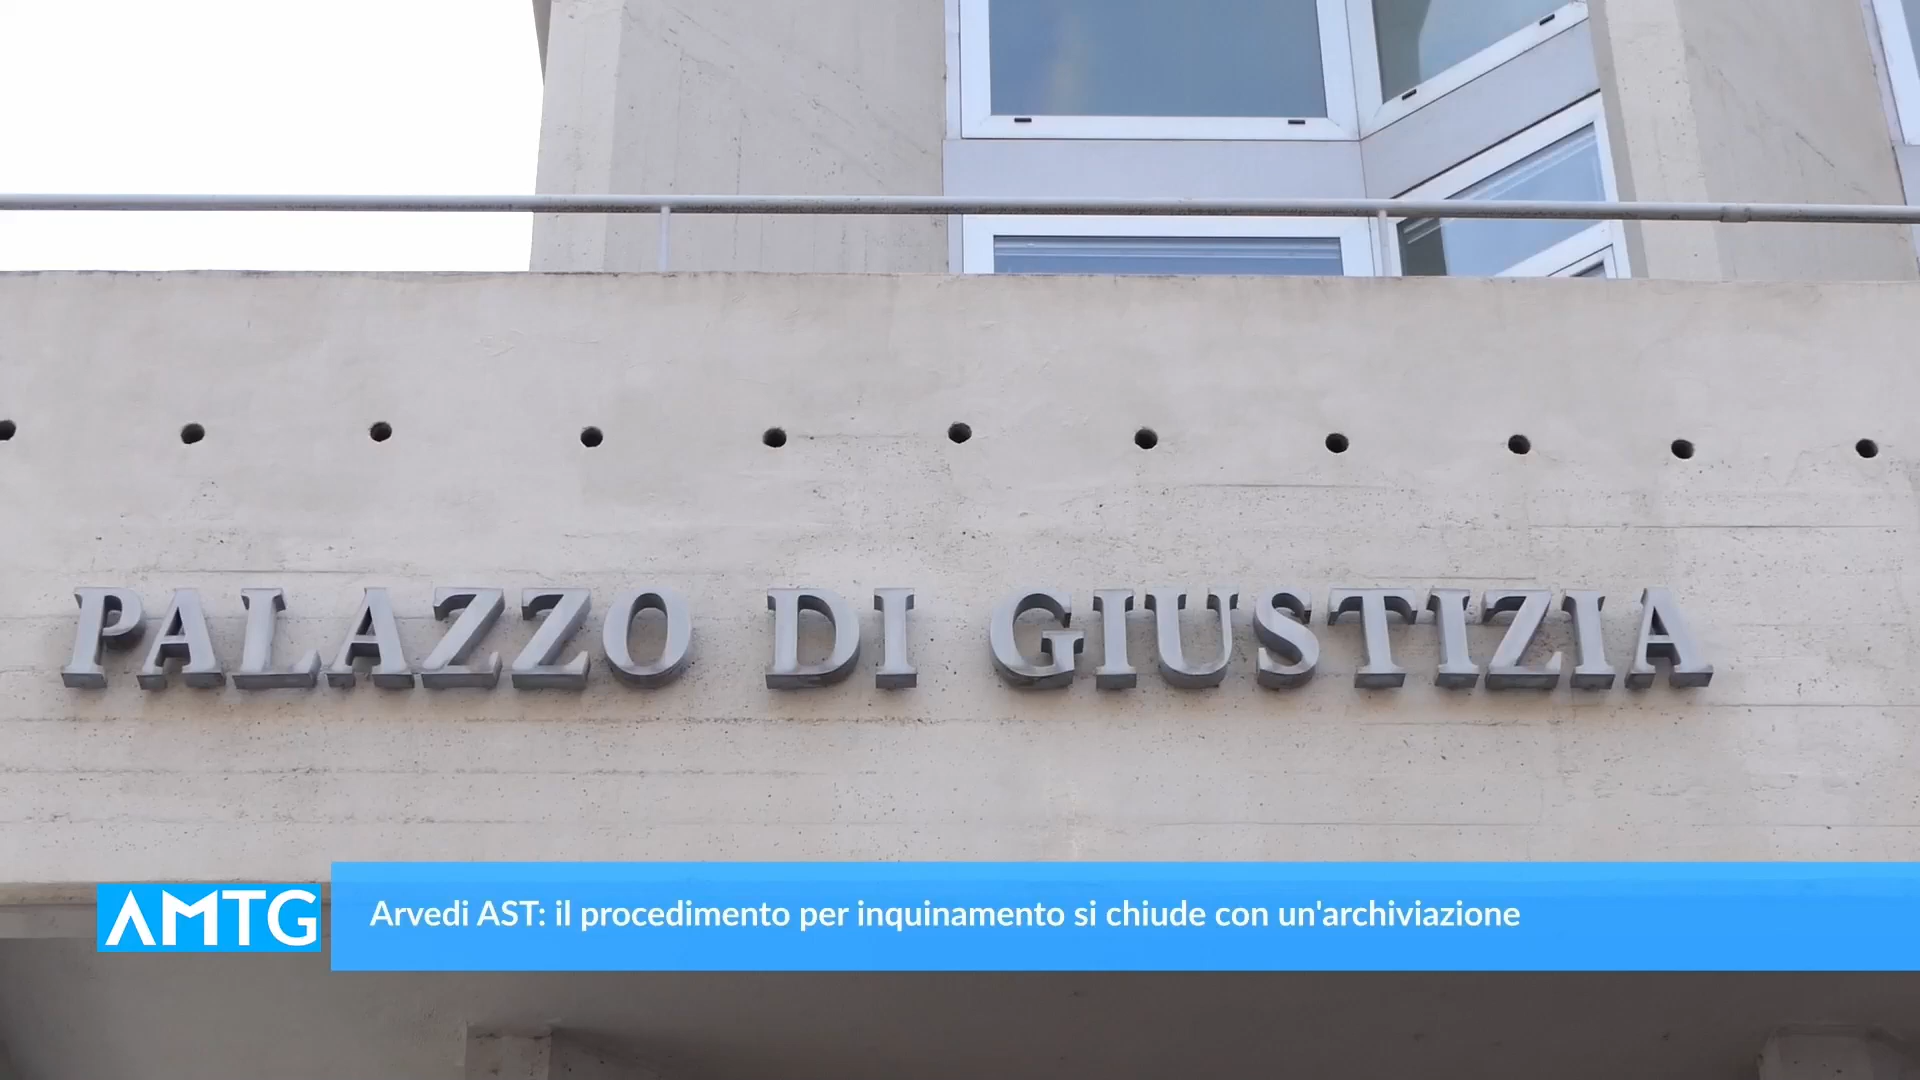 PALAZZO DI GIUSTIZIA
AMTG
Arvedi AST: il procedimento per inquinamento si chiude con un'archiviazione